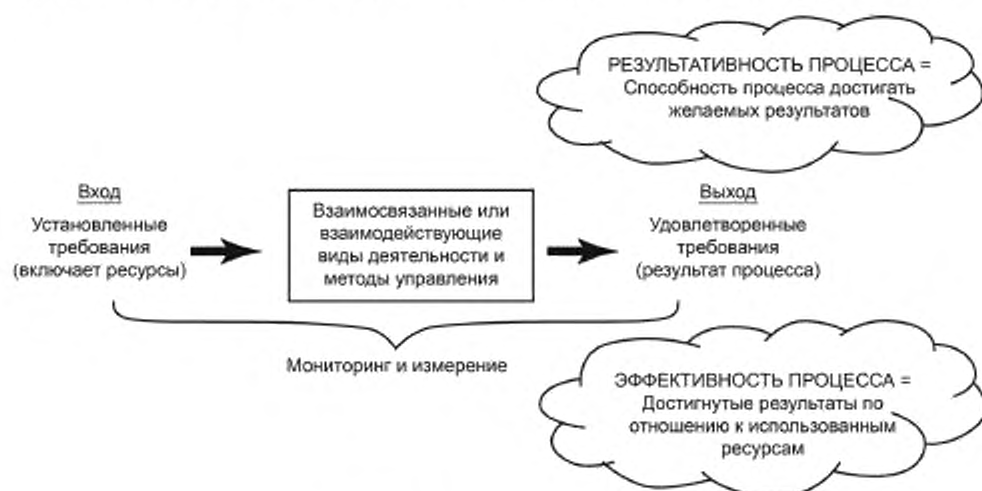 РЕЗУЛЬТАТИВНОСТЬ ПРОЦЕССА =
Способность процесса достигать
желаемых результатов
Вход
Установленные
требования
(включает ресурсы)
Взаимосвязанные или
взаимодействующие
виды деятельности и
методы управления
Выход
Удовлетворенные
требования
(результат процесса)
Мониторинг и измерение
ЭФФЕКТИВНОСТЬ ПРОЦЕССА =
Достигнутые результаты по
отношению к использованным
ресурсам